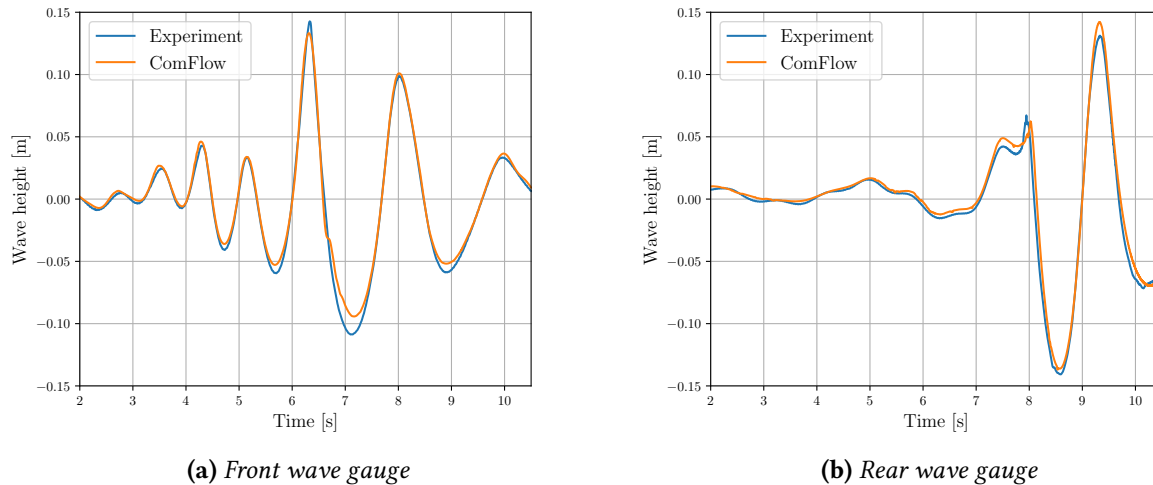 0.15
0.10
0.05
0.00
−0.05
−0.10
−0.15
Wave height [m]
Experiment
ComFlow
2 3 4 5 6 7 8 9 10
Time [s]
(a) Front wave gauge
0.15
0.10
0.05
0.00
−0.05
−0.10
−0.15
Wave height [m]
Experiment
ComFlow
2 3 4 5 6 7 8 9 10
Time [s]
(b) Rear wave gauge